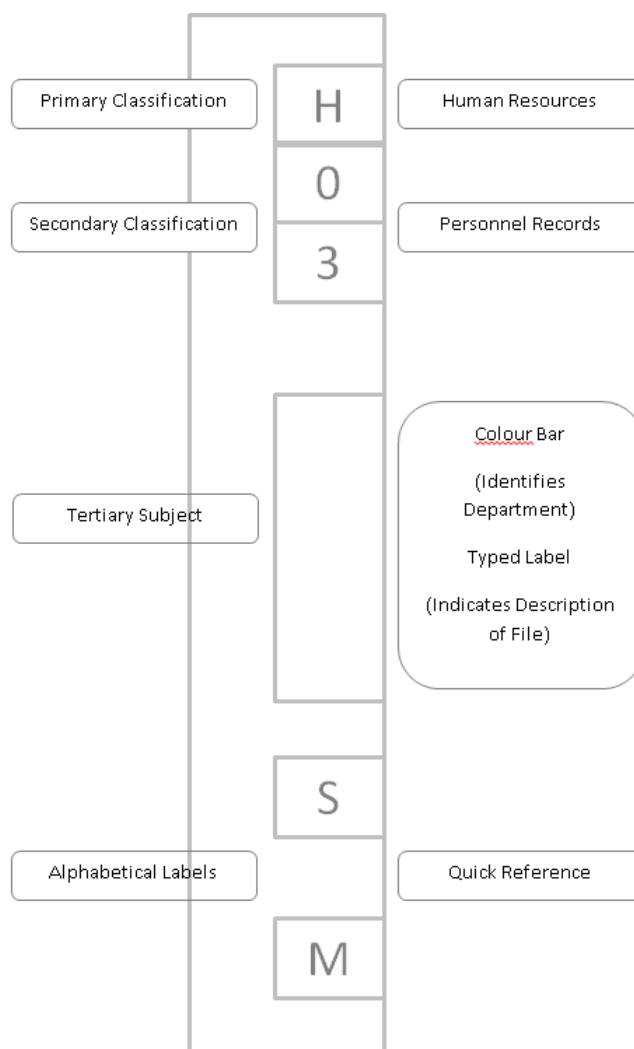 Primary Classification
H
Human Resources
0
Secondary Classification
Personnel Records
3
Colour Bar
(Identifies
Department)
Tertiary Subject
Typed Label
(Indicates Description
of File)
S
Alphabetical Labels
Quick Reference
M